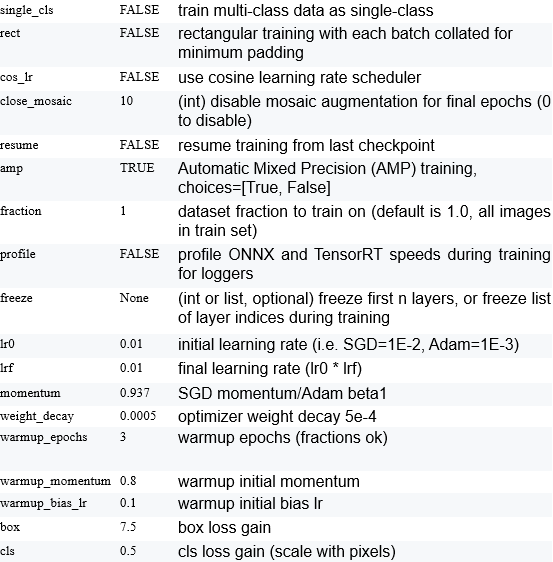 single_cls FALSE train multi-class data as single-class
rect FALSE rectangular training with each batch collated for
minimum padding
cos_lr FALSE use cosine learning rate scheduler
close_mosaic 10 (int) disable mosaic augmentation for final epochs (0
to disable)
resume FALSE resume training from last checkpoint
amp TRUE Automatic Mixed Precision (AMP) training,
choices=[True, False]
fraction 1 dataset fraction to train on (default is 1.0, all images
in train set)
profile FALSE profile ONNX and TensorRT speeds during training
for loggers
freeze None (int or list, optional) freeze first n layers, or freeze list
of layer indices during training
lr0 0.01 initial learning rate (i.e. SGD=1E-2, Adam=1E-3)
lrf 0.01 final learning rate (lr0 * lrf)
momentum 0.937 SGD momentum/Adam beta1
weight_decay 0.0005 optimizer weight decay 5e-4
warmup_epochs 3 warmup epochs (fractions ok)
warmup_momentum 0.8 warmup initial momentum
warmup_bias_lr 0.1 warmup initial bias lr
box 7.5 box loss gain
cls 0.5 cls loss gain (scale with pixels)